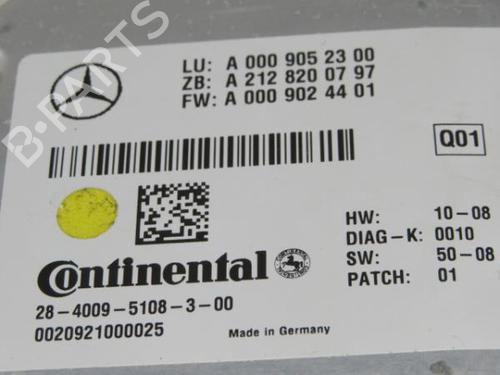 LU: A 000 905 23 00
ZB: A 212 820 07 97
FW: A 000 902 44 01
Q01
HW: 10-08
DIAG-K: 0010
SW: 50-08
PATCH: 01
Continental
28-4009-5108-3-00
0020921000025
Made in Germany
B-PARTS